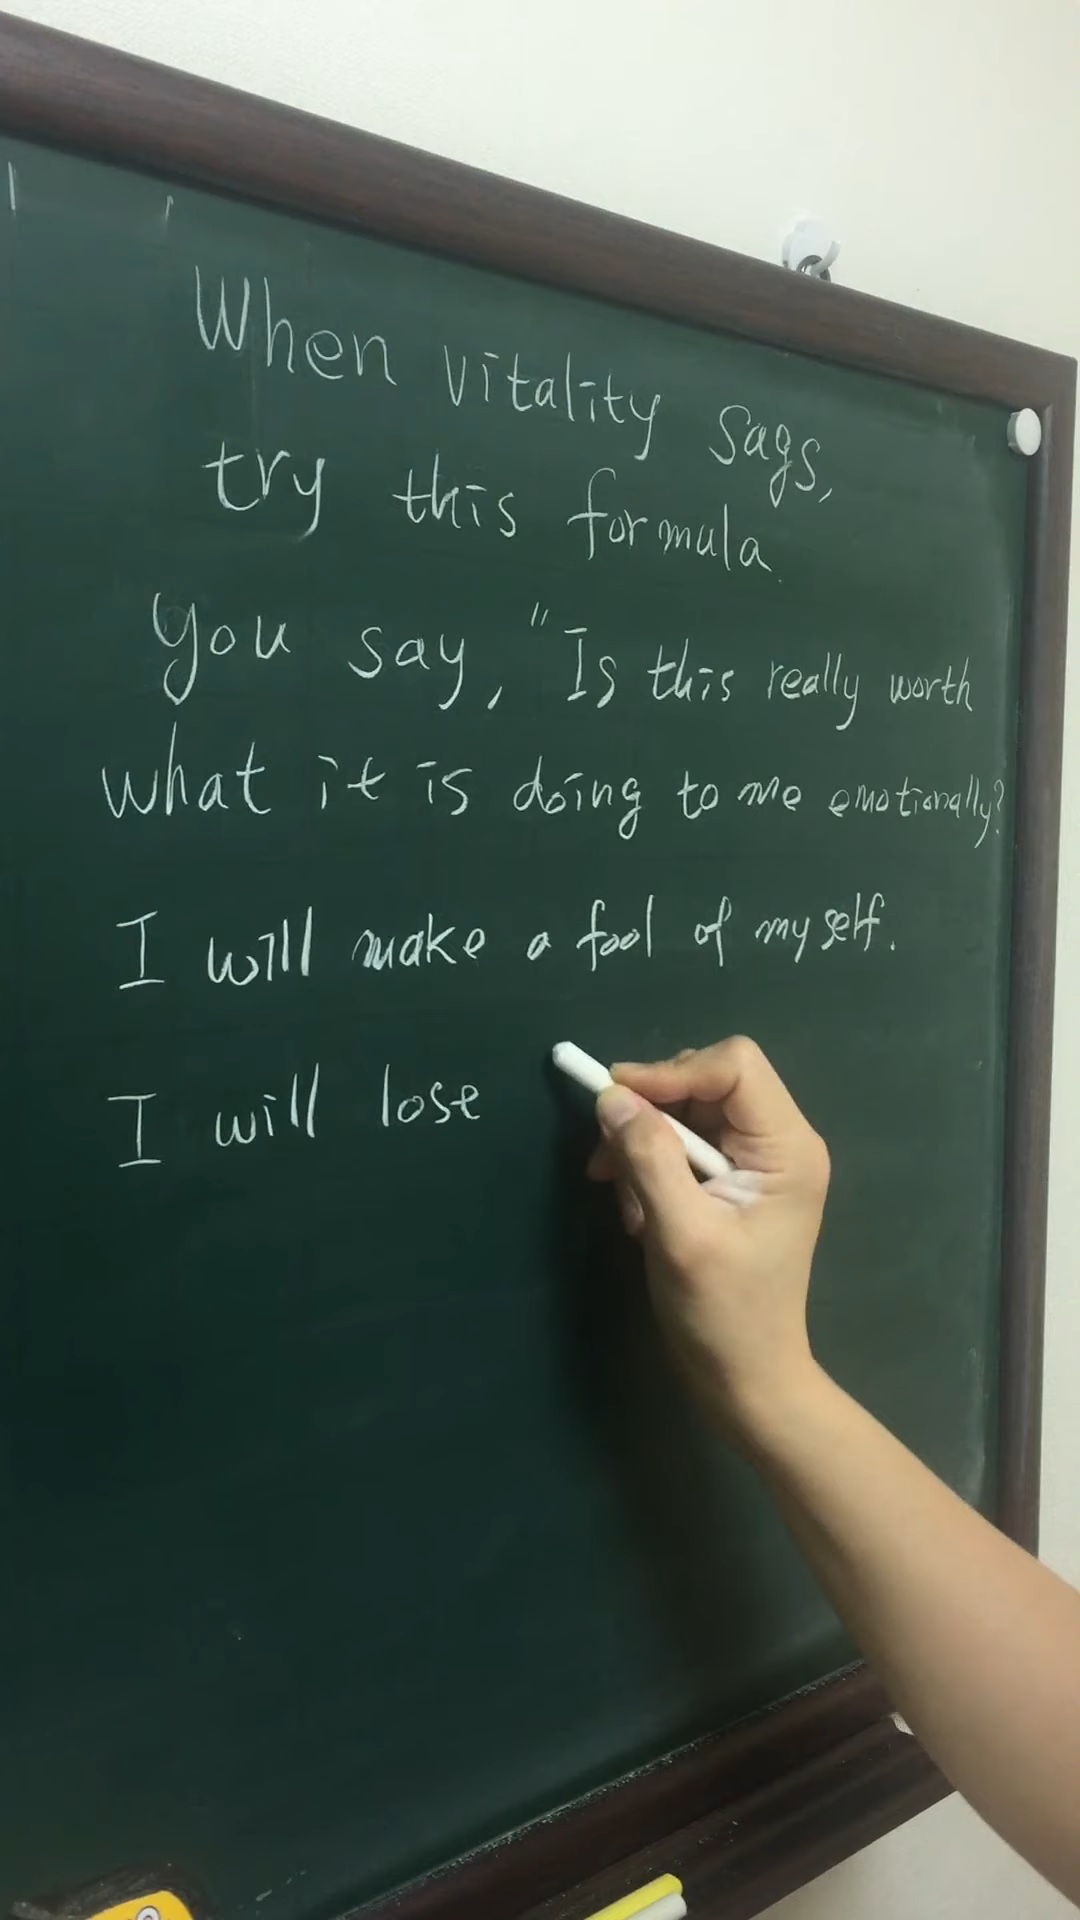 When vitality sags,
try this formula.
You say, "Is this really worth
what it is doing to me emotionally?
I will make a fool of myself.
I will lose